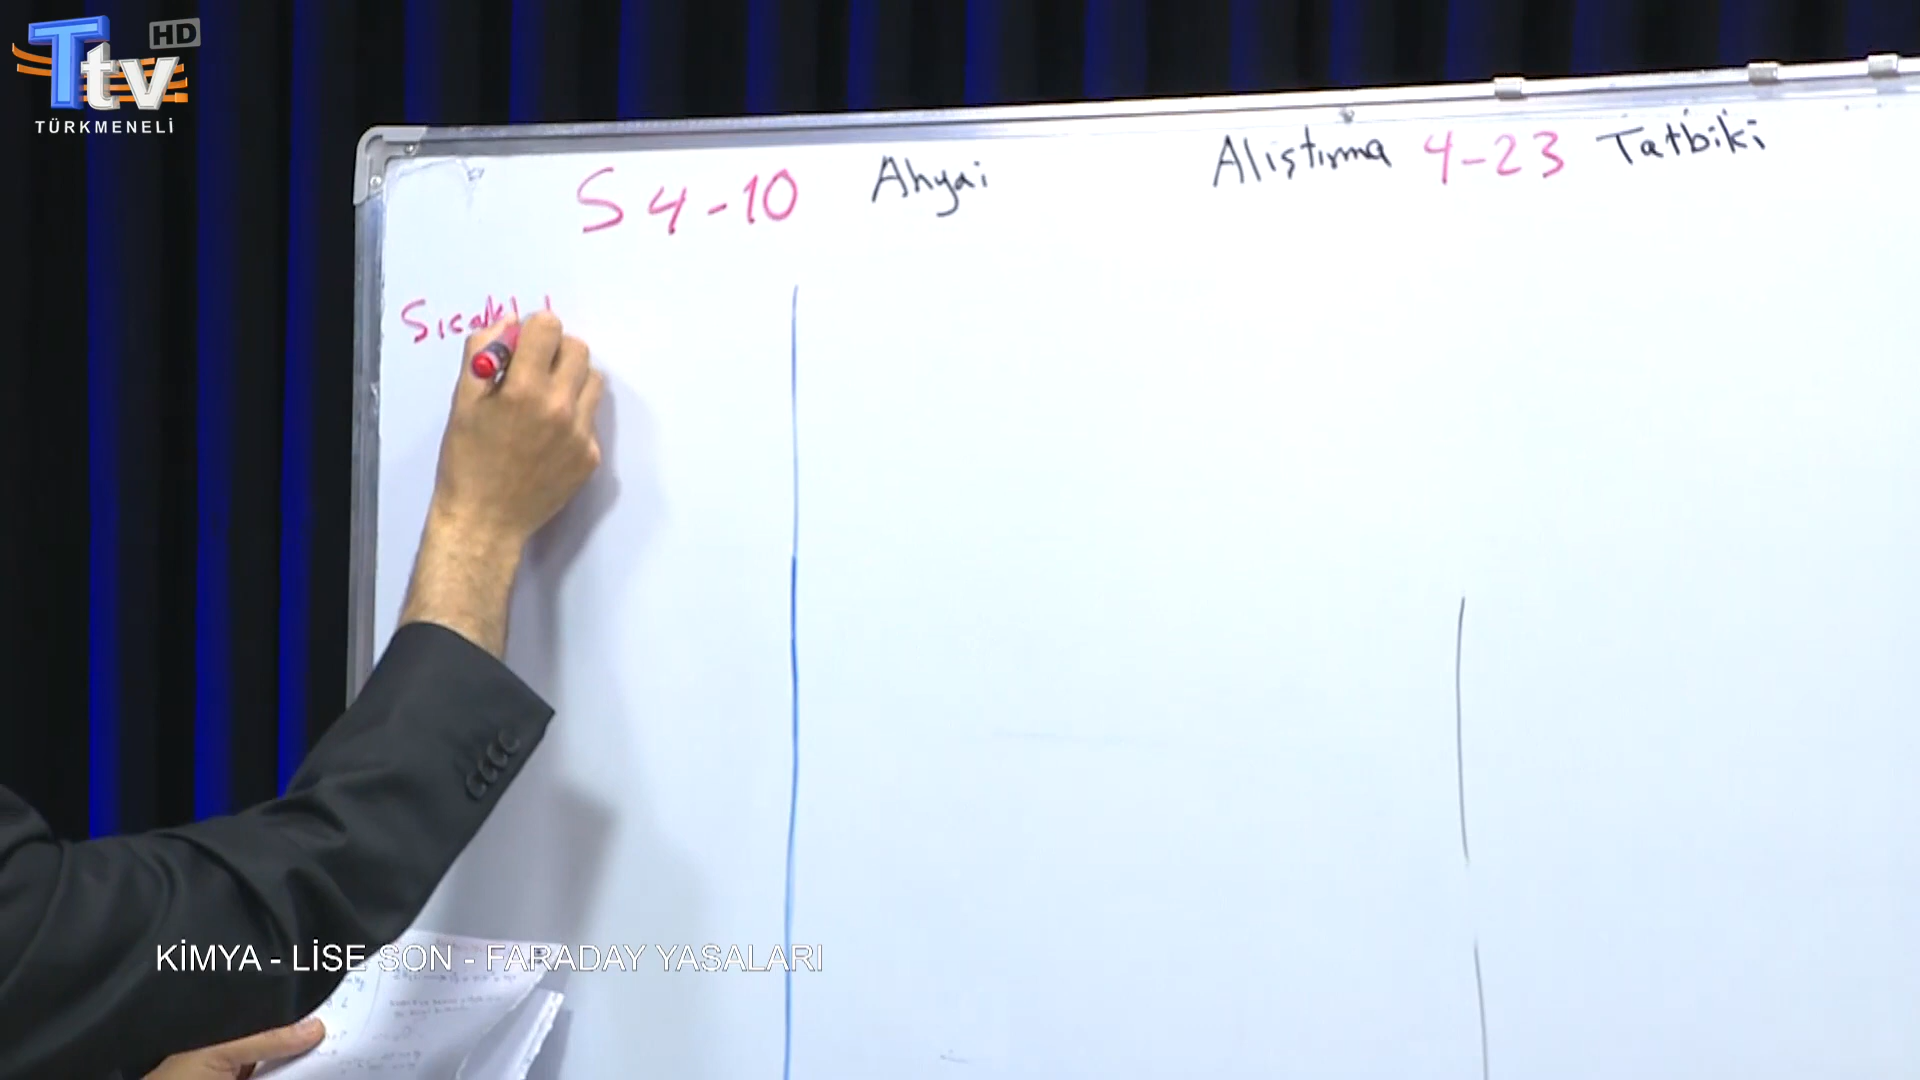 HD
Ttv
TÜRKMENELİ
S 4-10 Ahyai Alıştırma 4-23 Tatbiki
KİMYA - LİSE SON - FARADAY YASALARI